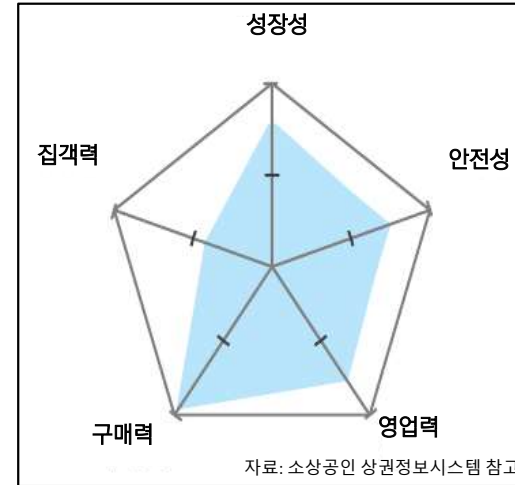 성장성
집객력
안전성
구매력
영업력
자료: 소상공인 상권정보시스템 참고